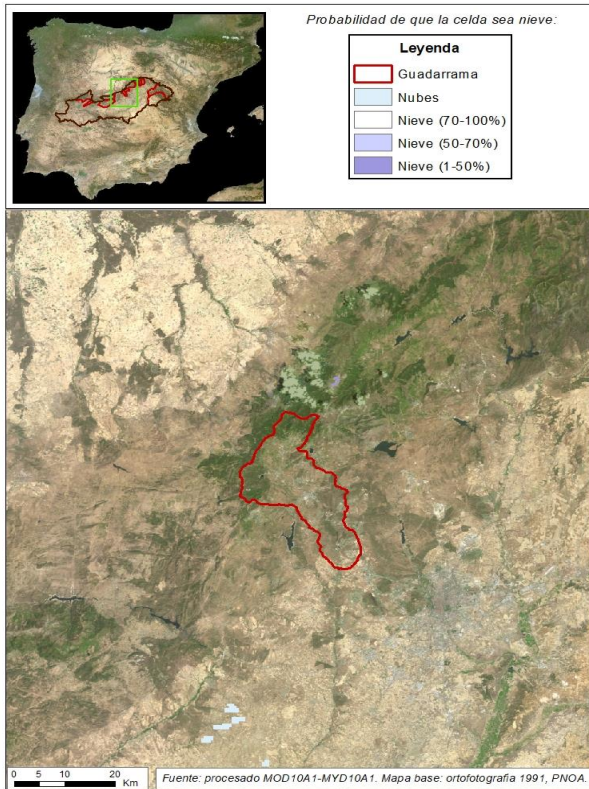 Probabilidad de que la celda sea nieve:
Leyenda
Guadarrama
Nubes
Nieve (70-100%)
Nieve (50-70%)
Nieve (1-50%)
0 5 10 20
Km
Fuente: procesado MOD10A1-MYD10A1. Mapa base: ortofotografia 1991, PNOA.